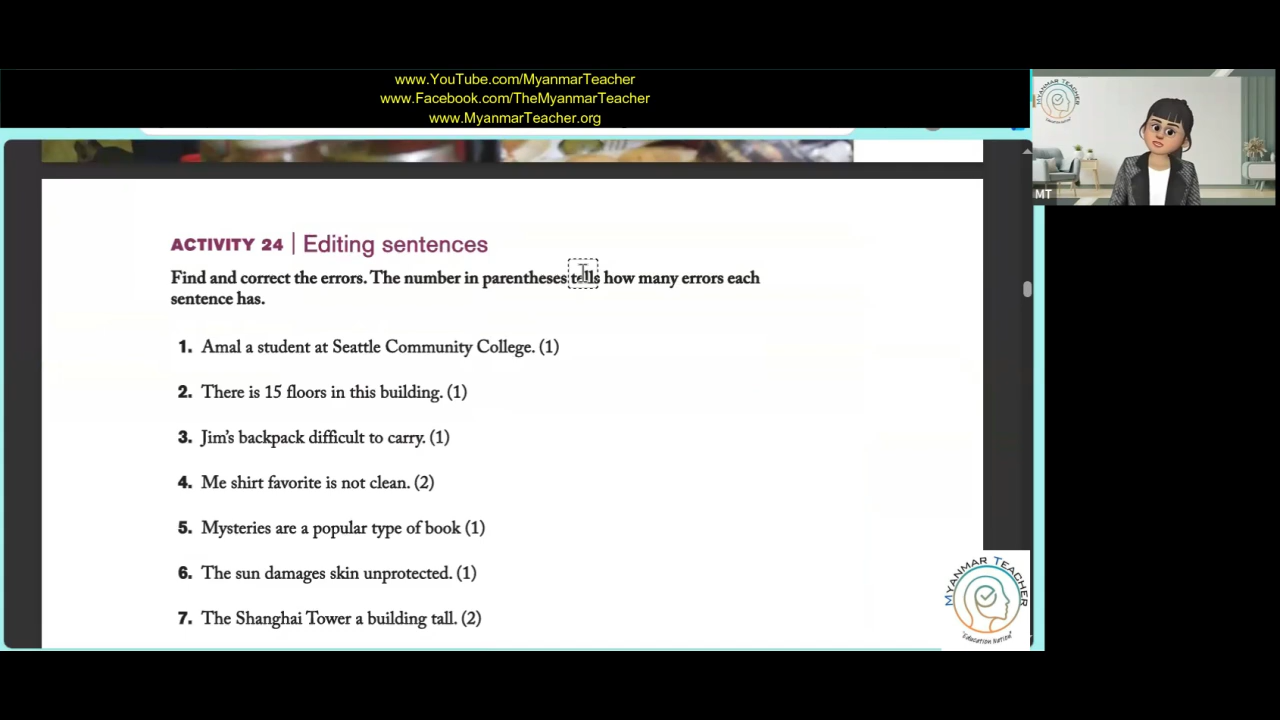 www.YouTube.com/MyanmarTeacher
www.Facebook.com/TheMyanmarTeacher
www.MyanmarTeacher.org
MYANMAR TEACHER
MT
ACTIVITY 24 | Editing sentences
Find and correct the errors. The number in parentheses tells how many errors each
sentence has.
1. Amal a student at Seattle Community College. (1)
2. There is 15 floors in this building. (1)
3. Jim's backpack difficult to carry. (1)
4. Me shirt favorite is not clean. (2)
5. Mysteries are a popular type of book (1)
6. The sun damages skin unprotected. (1)
7. The Shanghai Tower a building tall. (2)
MYANMAR TEACHER
"Education Nation"